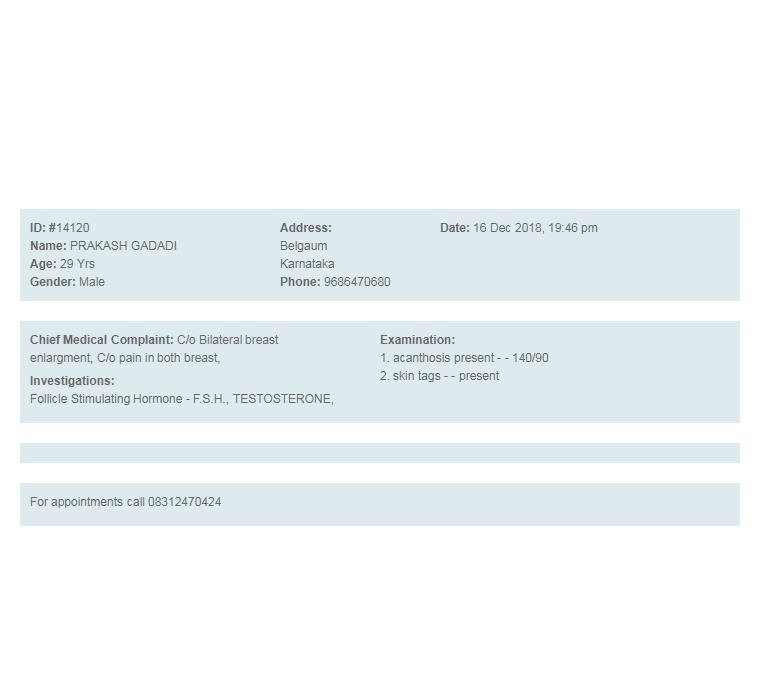 ID: #14120
Name: PRAKASH GADADI
Age: 29 Yrs
Gender: Male
Address:
Belgaum
Karnataka
Phone: 9686470680
Date: 16 Dec 2018, 19:46 pm
Chief Medical Complaint: C/o Bilateral breast
enlargment, C/o pain in both breast,
Investigations:
Follicle Stimulating Hormone - F.S.H., TESTOSTERONE,
Examination:
1. acanthosis present - - 140/90
2. skin tags - - present
For appointments call 08312470424